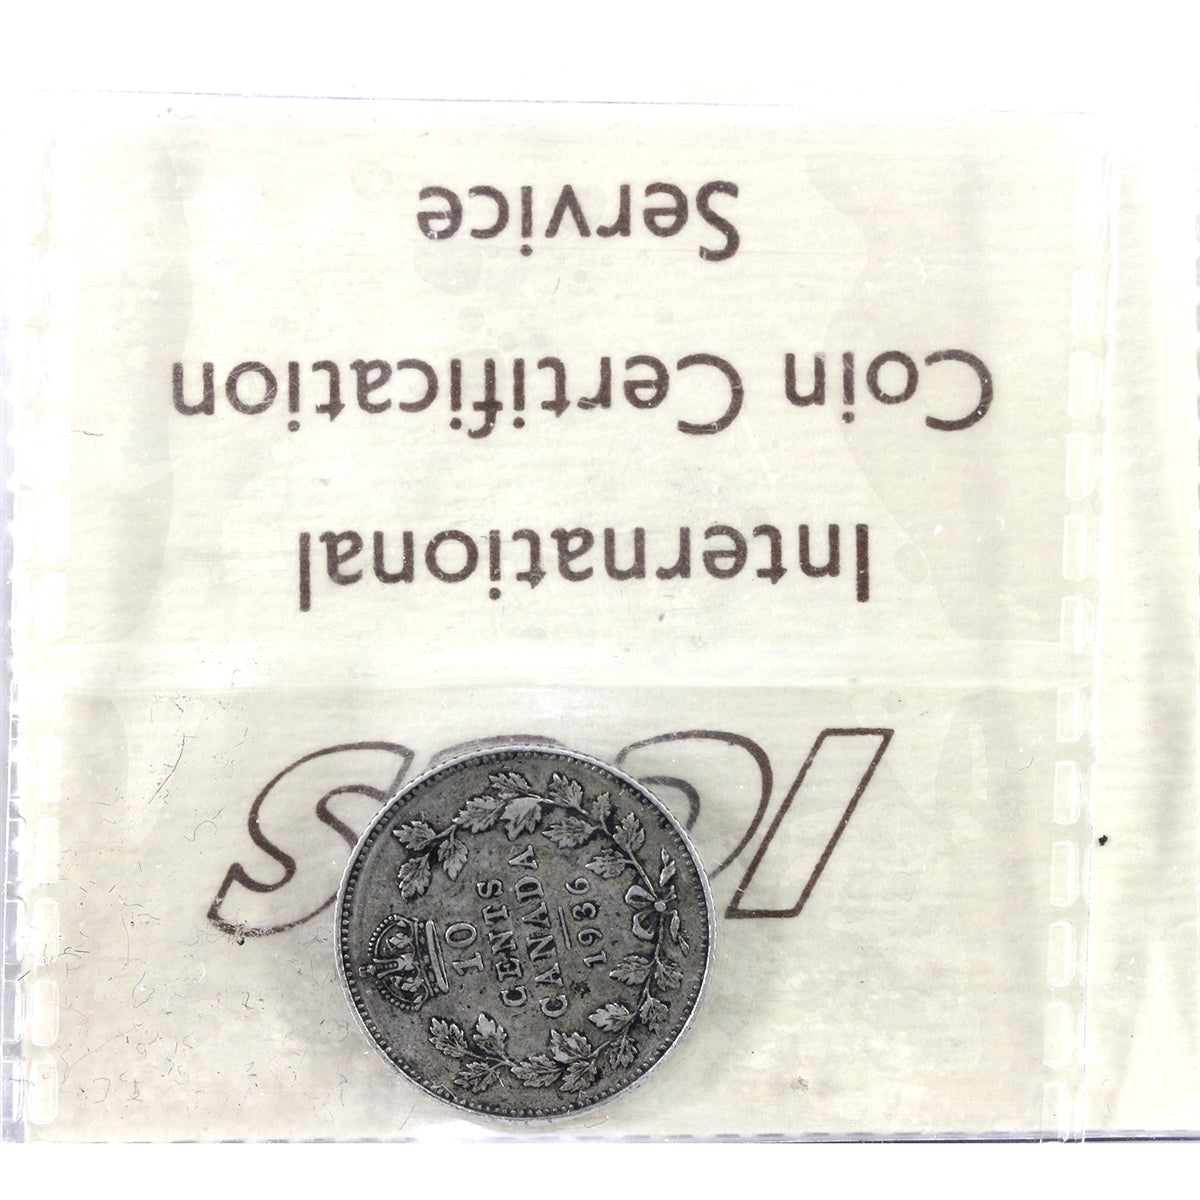 ICCS
International
Coin Certification
Service
10
CENTS
CANADA
1936